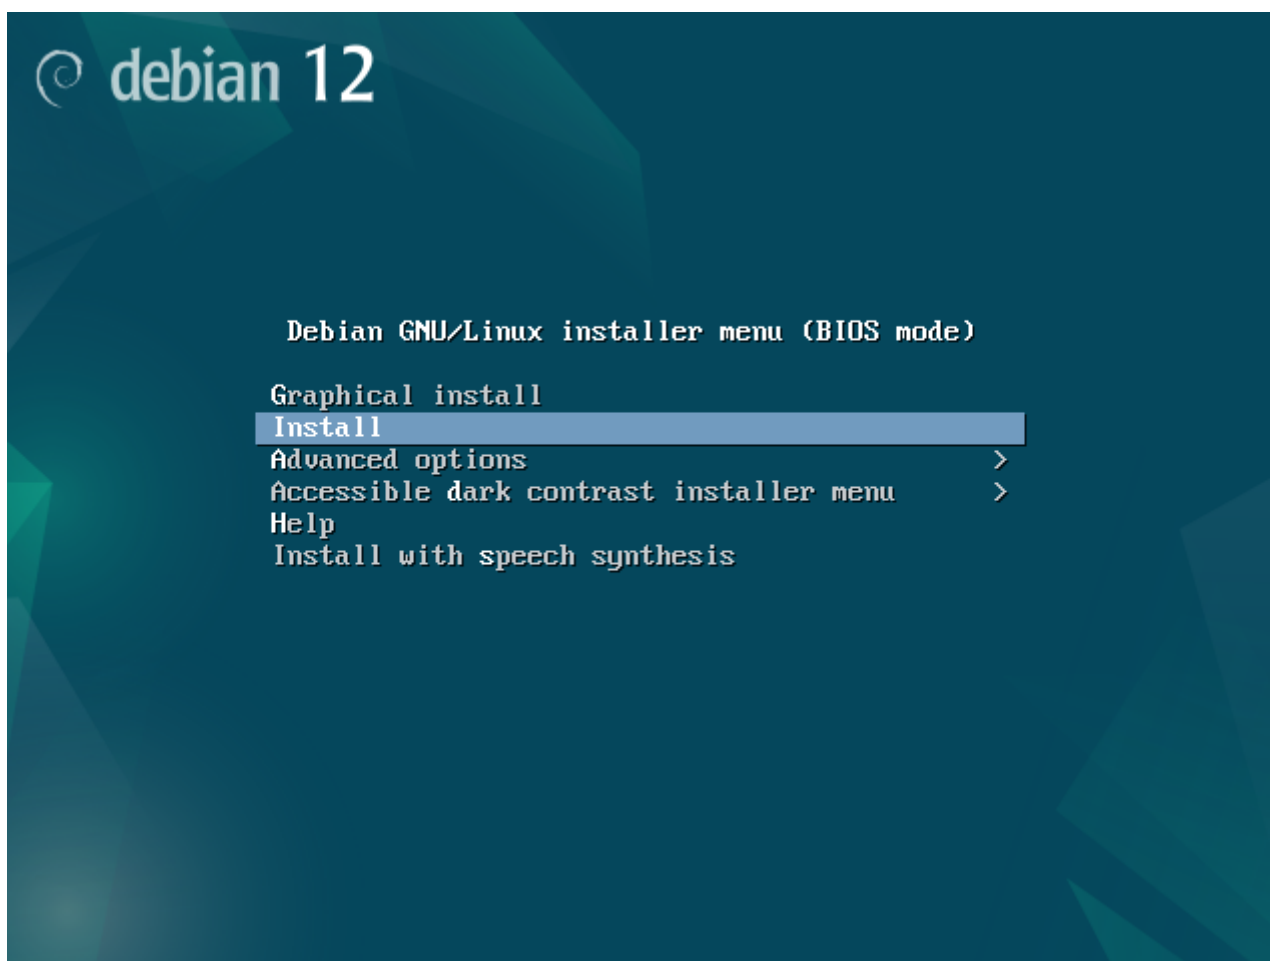 debian 12
Debian GNU/Linux installer menu (BIOS mode)
Graphical install
Install
Advanced options >
Accessible dark contrast installer menu >
Help
Install with speech synthesis